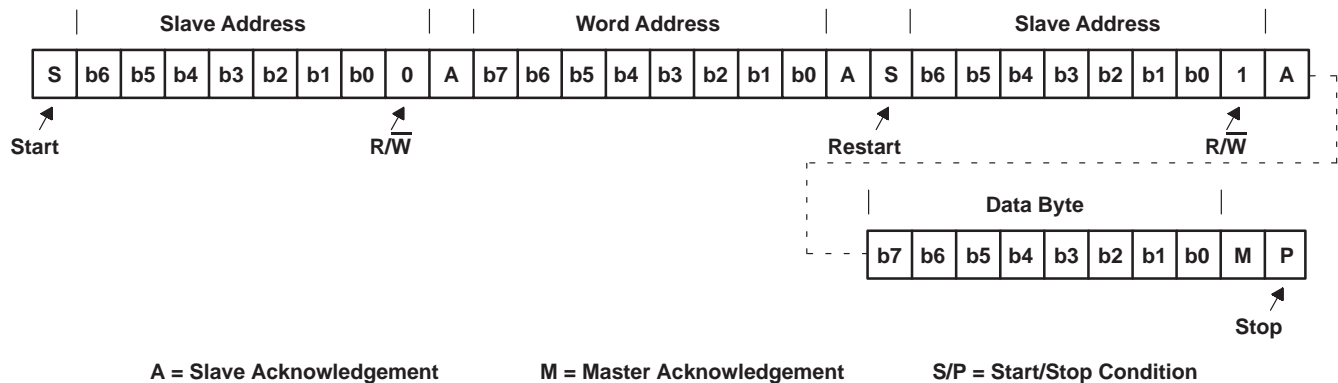 Slave Address Word Address Slave Address
S b6 b5 b4 b3 b2 b1 b0 0 A b7 b6 b5 b4 b3 b2 b1 b0 A S b6 b5 b4 b3 b2 b1 b0 1 A
Start R/W̅ Restart R/W̅
Data Byte
b7 b6 b5 b4 b3 b2 b1 b0 M P
Stop
A = Slave Acknowledgement M = Master Acknowledgement S/P = Start/Stop Condition